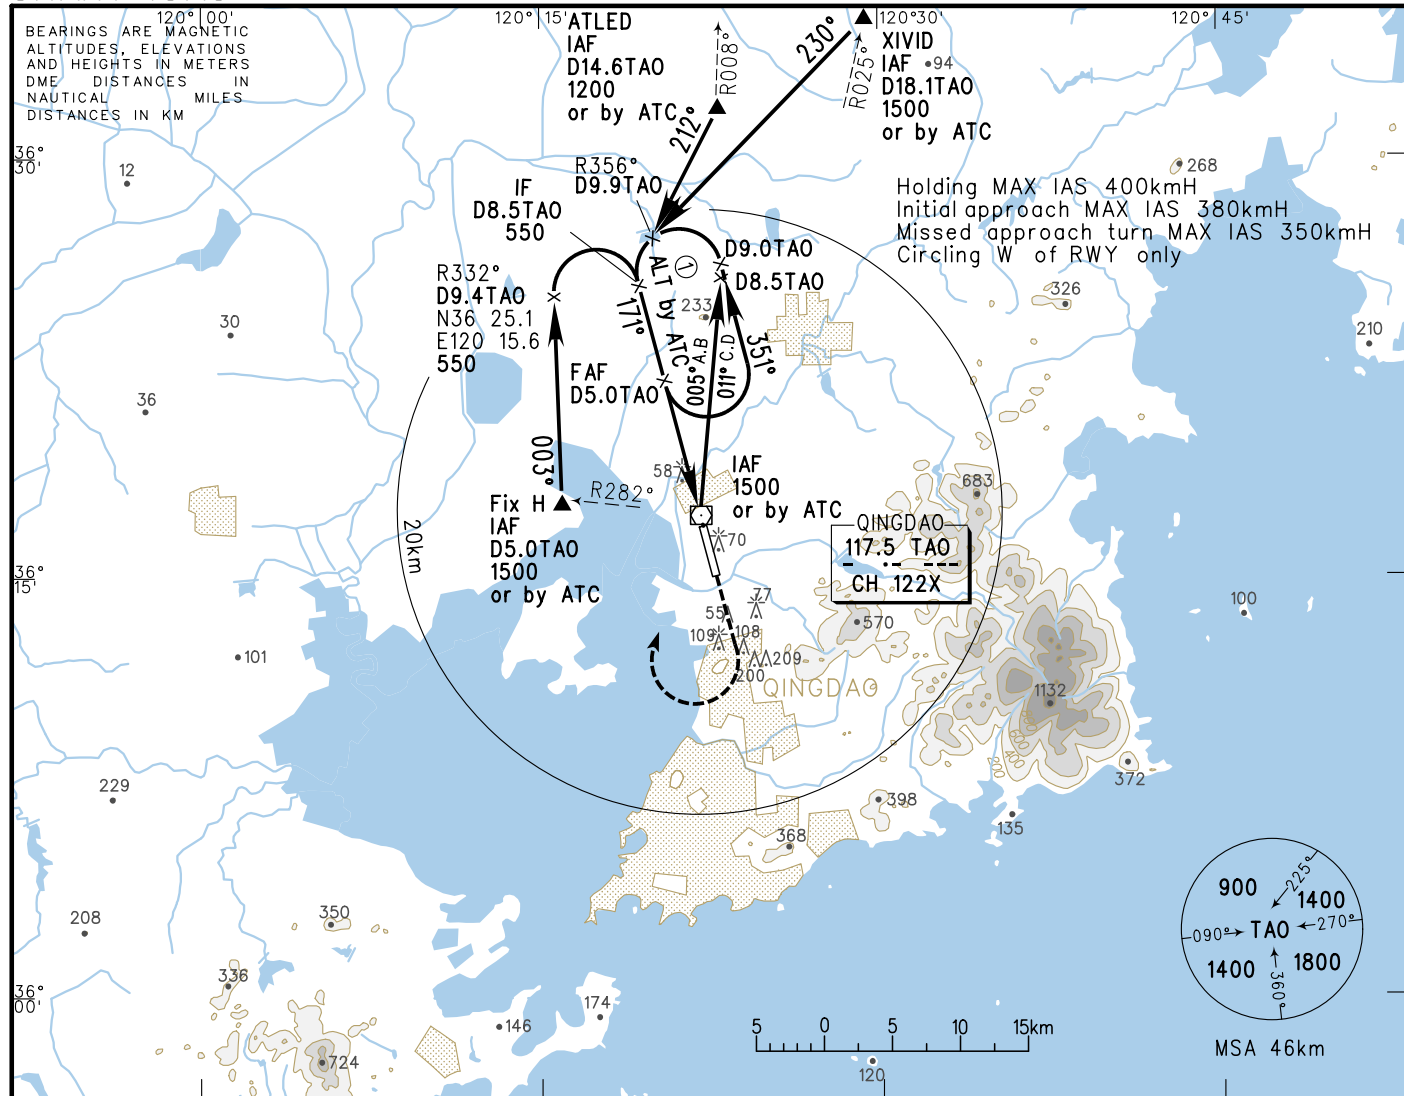 120° 00'
120° 15'
120° 30'
120° 45'
BEARINGS ARE MAGNETIC
ALTITUDES, ELEVATIONS
AND HEIGHTS IN METERS
DME DISTANCES IN
NAUTICAL MILES
DISTANCES IN KM
ATLED
IAF
D14.6TAO
1200
or by ATC
R008°
212°
230°
R025°
XIVID
IAF
D18.1TAO
1500
or by ATC
94
36°
30'
12
268
R356°
D9.9TAO
IF
D8.5TAO
550
Holding MAX IAS 400kmH
Initial approach MAX IAS 380kmH
Missed approach turn MAX IAS 350kmH
Circling W of RWY only
R332°
D9.4TAO
N36 25.1
E120 15.6
550
ALT by ATC
1
D9.0TAO
D8.5TAO
233
326
210
30
171°
005° A.B
011° C.D
351°
FAF
D5.0TAO
36
003°
58
IAF
1500
or by ATC
683
R282°
Fix H
IAF
D5.0TAO
1500
or by ATC
20km
QINGDAO
117.5 TAO
CH 122X
70
36°
15'
77
55
109
108
209
200
570
100
101
QINGDAO
1132
600
400
200
372
229
398
135
368
350
208
336
174
146
724
120
36°
00'
5 0 5 10 15km
900
225°
1400
090°
TAO
270°
1400
360°
1800
MSA 46km